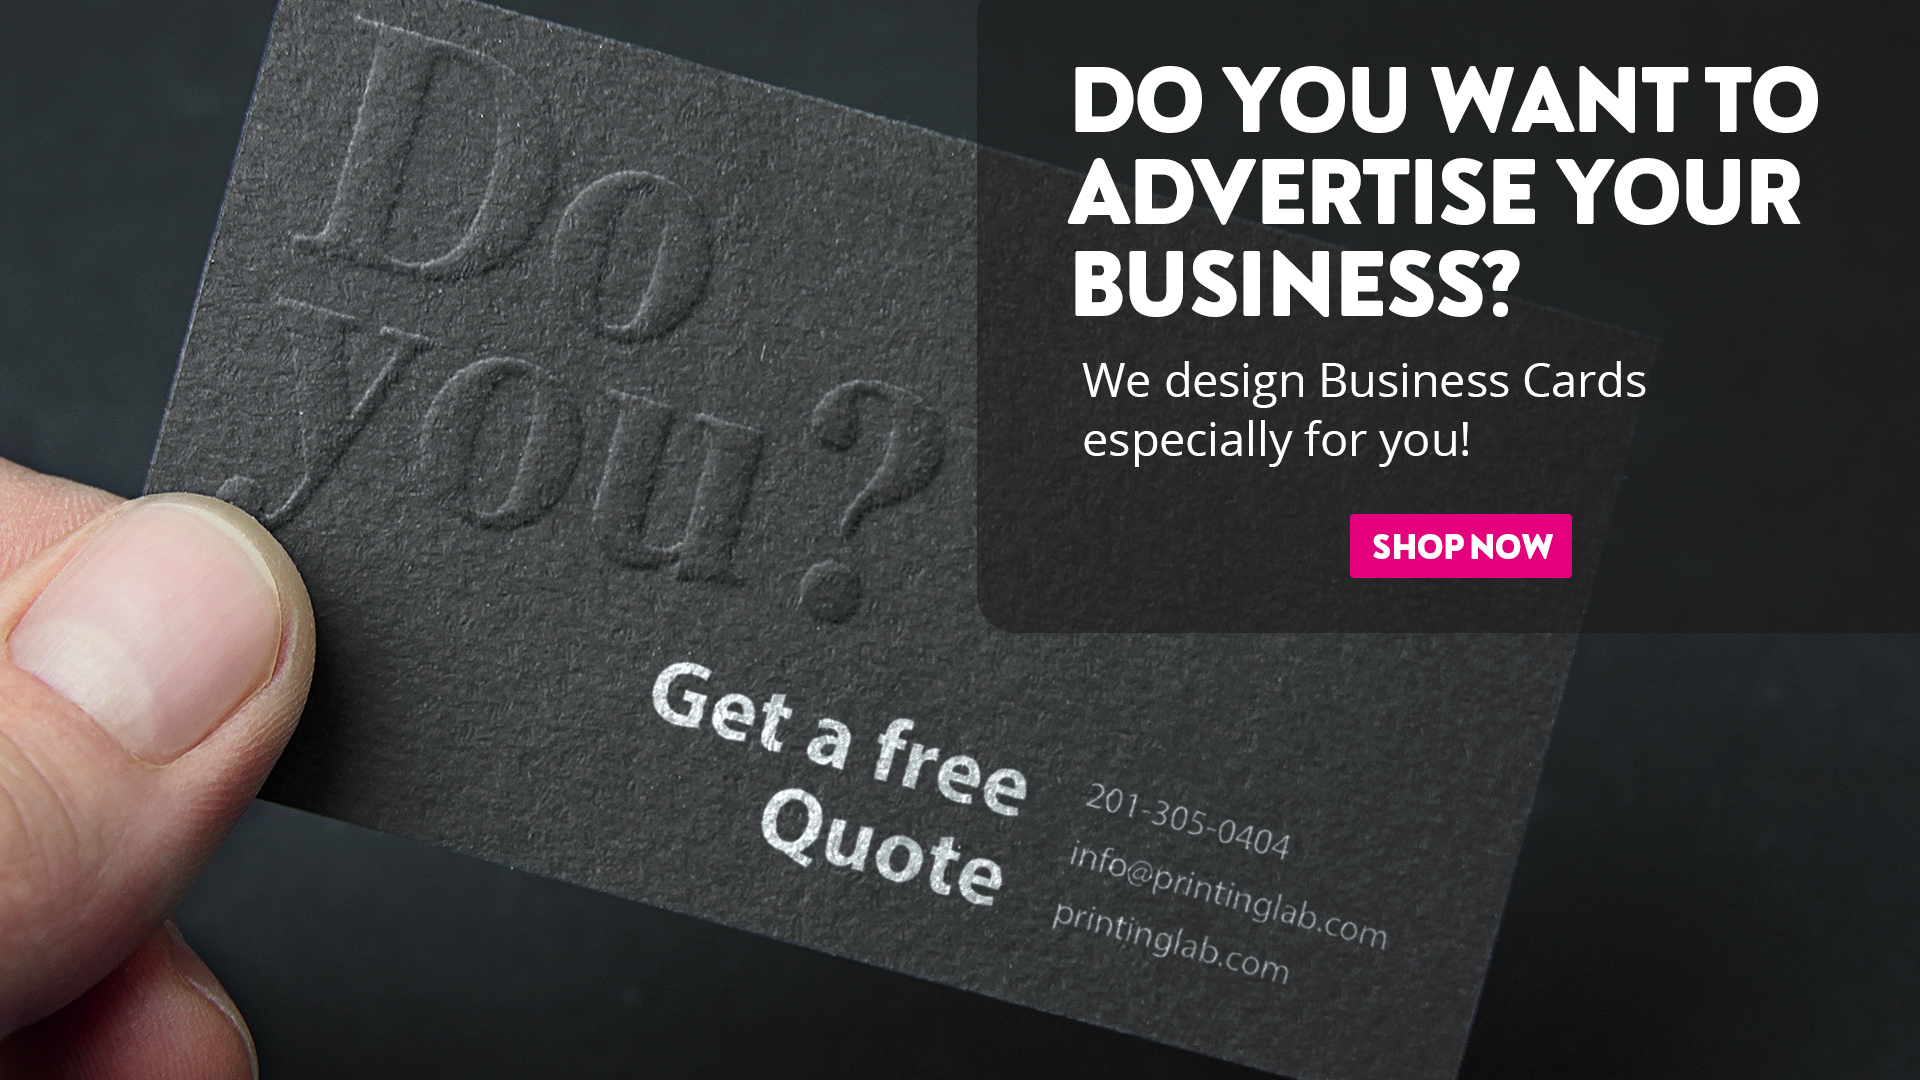 Do
you?
Get a free
Quote
201-305-0404
info@printinglab.com
printinglab.com
DO YOU WANT TO
ADVERTISE YOUR
BUSINESS?
We design Business Cards
especially for you!
SHOP NOW